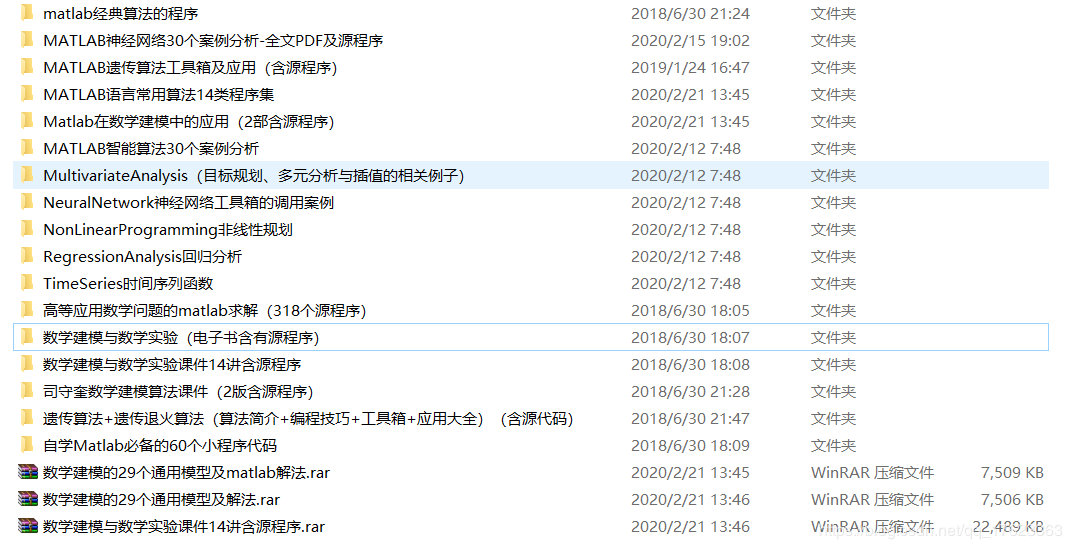 matlab经典算法的程序 2018/6/30 21:24 文件夹
MATLAB神经网络30个案例分析-全文PDF及源程序 2020/2/15 19:02 文件夹
MATLAB遗传算法工具箱及应用（含源程序） 2019/1/24 16:47 文件夹
MATLAB语言常用算法14类程序集 2020/2/21 13:45 文件夹
Matlab在数学建模中的应用（2部含源程序） 2020/2/21 13:45 文件夹
MATLAB智能算法30个案例分析 2020/2/12 7:48 文件夹
MultivariateAnalysis（目标规划、多元分析与插值的相关例子） 2020/2/12 7:48 文件夹
NeuralNetwork神经网络工具箱的调用案例 2020/2/12 7:48 文件夹
NonLinearProgramming非线性规划 2020/2/12 7:48 文件夹
RegressionAnalysis回归分析 2020/2/12 7:48 文件夹
TimeSeries时间序列函数 2020/2/12 7:48 文件夹
高等应用数学问题的matlab求解（318个源程序） 2018/6/30 18:05 文件夹
数学建模与数学实验（电子书含有源程序） 2018/6/30 18:07 文件夹
数学建模与数学实验课件14讲含源程序 2018/6/30 18:08 文件夹
司守奎数学建模算法课件（2版含源程序） 2018/6/30 21:28 文件夹
遗传算法+遗传退火算法（算法简介+编程技巧+工具箱+应用大全）（含源代码） 2018/6/30 21:47 文件夹
自学Matlab必备的60个小程序代码 2018/6/30 18:09 文件夹
数学建模的29个通用模型及matlab解法.rar 2020/2/21 13:45 WinRAR 压缩文件 7,509 KB
数学建模的29个通用模型及解法.rar 2020/2/21 13:46 WinRAR 压缩文件 7,506 KB
数学建模与数学实验课件14讲含源程序.rar 2020/2/21 13:46 WinRAR 压缩文件 22,489 KB